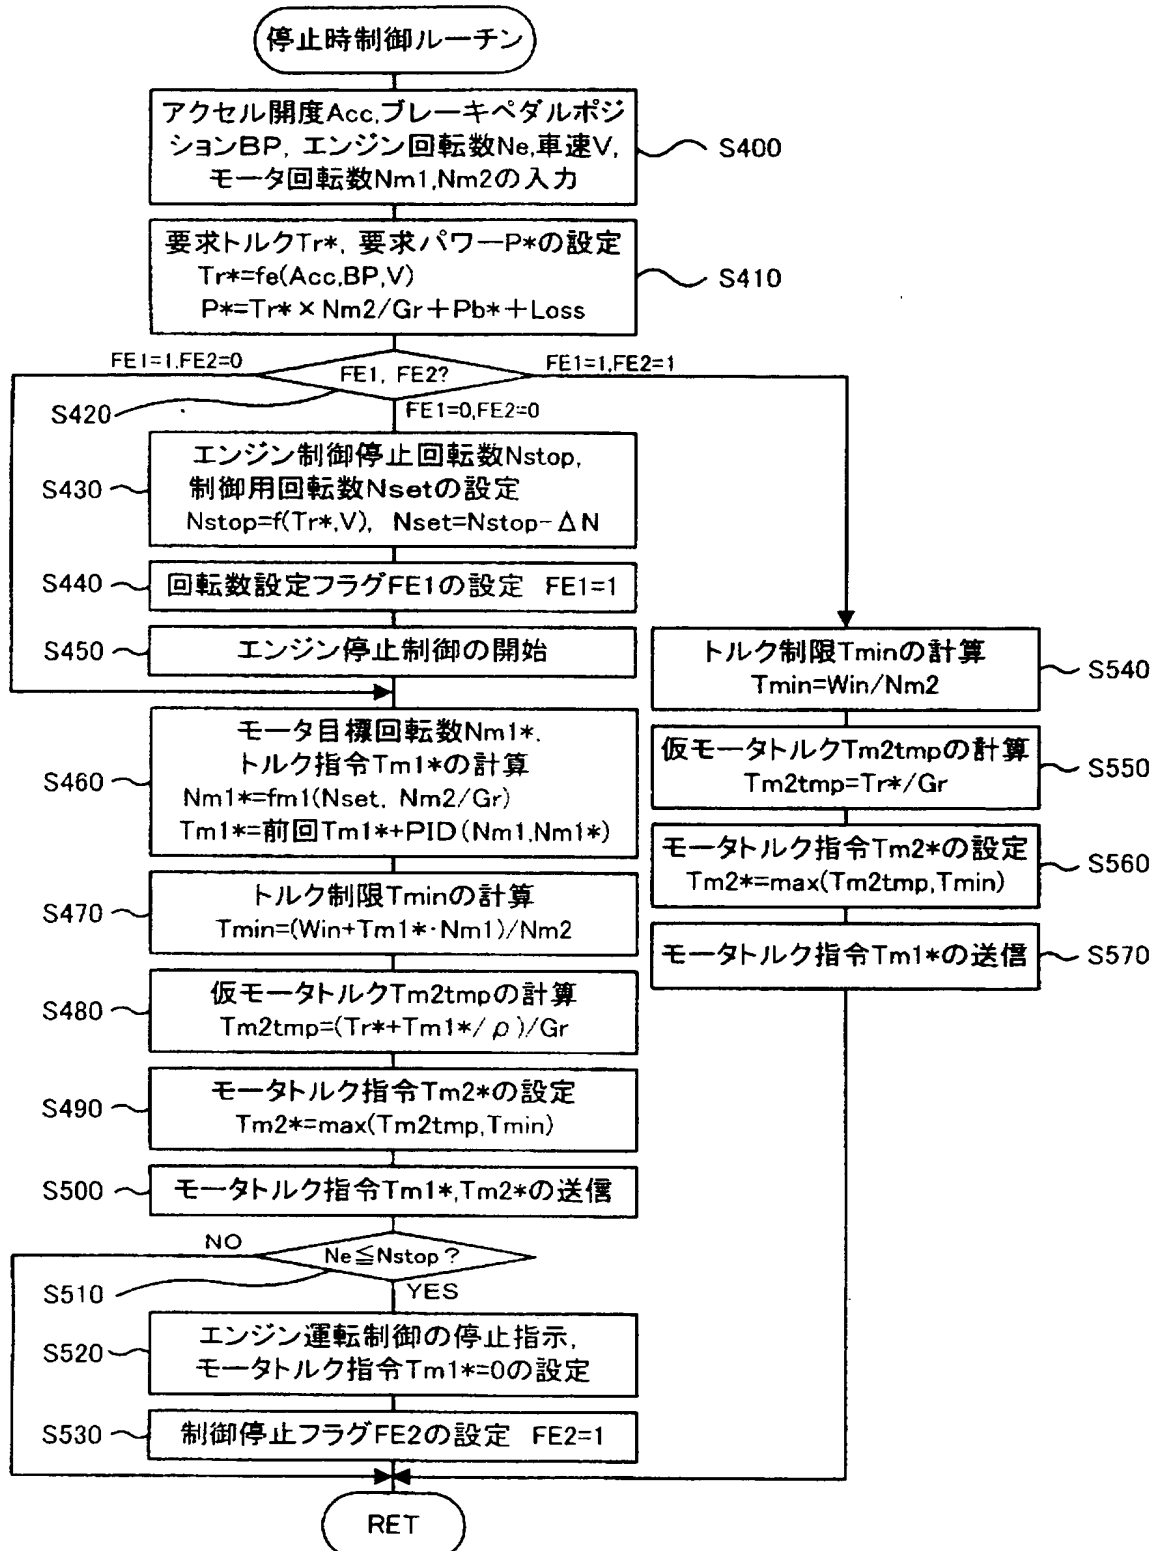 停止時制御ルーチン
アクセル開度Acc,ブレーキペダルポジ
ションBP, エンジン回転数Ne,車速V,
モータ回転数Nm1,Nm2の入力
S400
要求トルクTr*, 要求パワーP*の設定
Tr*=fe(Acc,BP,V)
P*=Tr*×Nm2/Gr+Pb*+Loss
S410
FE1=1,FE2=0
FE1, FE2?
FE1=1,FE2=1
S420
FE1=0,FE2=0
エンジン制御停止回転数Nstop,
制御用回転数Nsetの設定
Nstop=f(Tr*,V), Nset=Nstop-ΔN
S430
S440
回転数設定フラグFE1の設定 FE1=1
S450
エンジン停止制御の開始
モータ目標回転数Nm1*,
トルク指令Tm1*の計算
Nm1*=fm1(Nset, Nm2/Gr)
Tm1*=前回Tm1*+PID(Nm1,Nm1*)
S460
トルク制限Tminの計算
Tmin=(Win+Tm1*·Nm1)/Nm2
S470
仮モータトルクTm2tmpの計算
Tm2tmp=(Tr*+Tm1*/ρ)/Gr
S480
モータトルク指令Tm2*の設定
Tm2*=max(Tm2tmp,Tmin)
S490
S500
モータトルク指令Tm1*,Tm2*の送信
NO
Ne≦Nstop?
S510
YES
エンジン運転制御の停止指示,
モータトルク指令Tm1*=0の設定
S520
S530
制御停止フラグFE2の設定 FE2=1
トルク制限Tminの計算
Tmin=Win/Nm2
S540
仮モータトルクTm2tmpの計算
Tm2tmp=Tr*/Gr
S550
モータトルク指令Tm2*の設定
Tm2*=max(Tm2tmp,Tmin)
S560
モータトルク指令Tm1*の送信
S570
RET